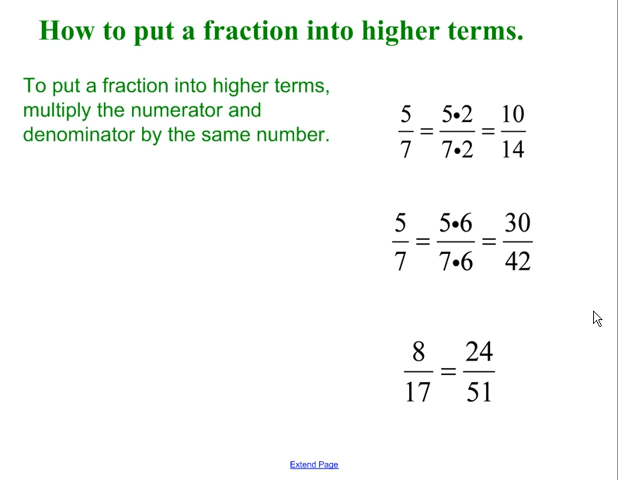 How to put a fraction into higher terms.
To put a fraction into higher terms,
multiply the numerator and
denominator by the same number.
5/7 = 5•2/7•2 = 10/14
5/7 = 5•6/7•6 = 30/42
8/17 = 24/51
Extend Page